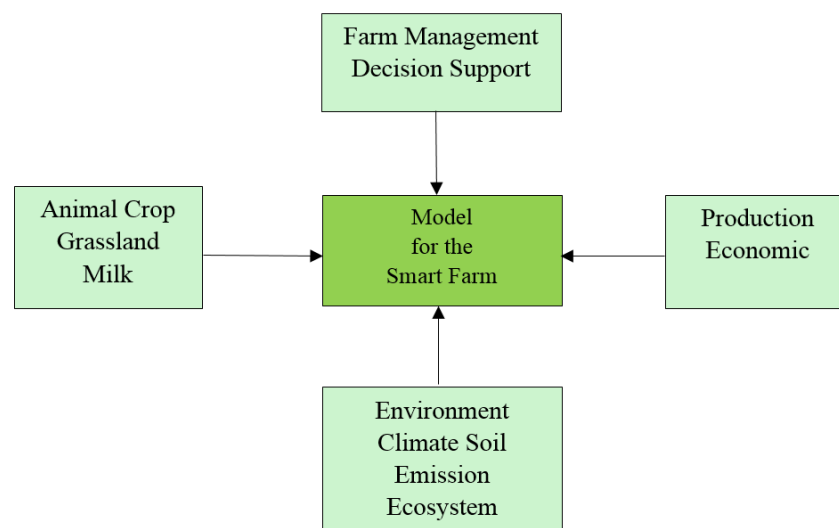 Farm Management
Decision Support
Animal Crop
Grassland
Milk
Model
for the
Smart Farm
Production
Economic
Environment
Climate Soil
Emission
Ecosystem